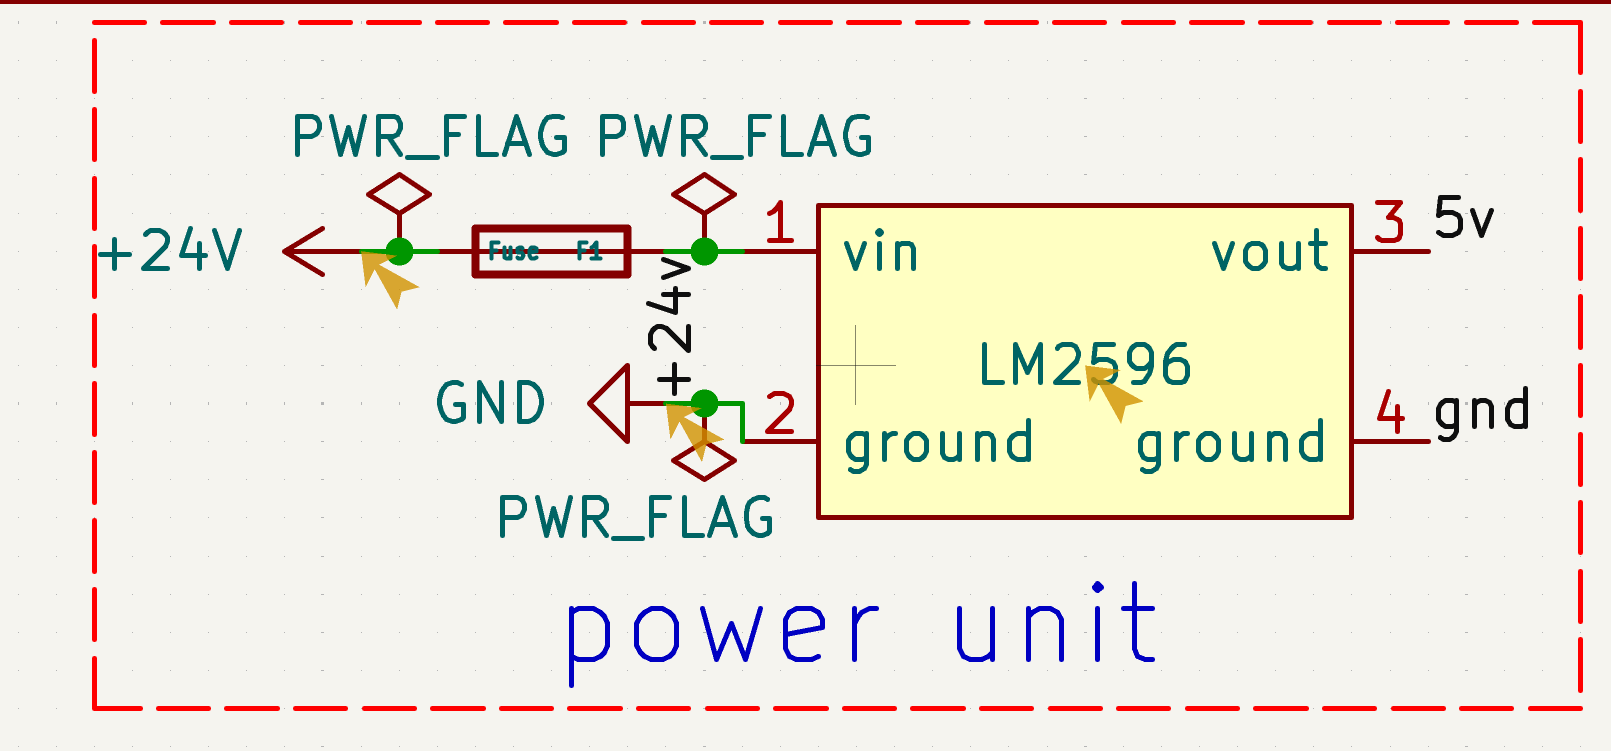 PWR_FLAG PWR_FLAG
+24V
Fuse F1
1
vin
vout
3
5v
+24v
LM2596
GND
2
ground
ground
4
gnd
PWR_FLAG
power unit